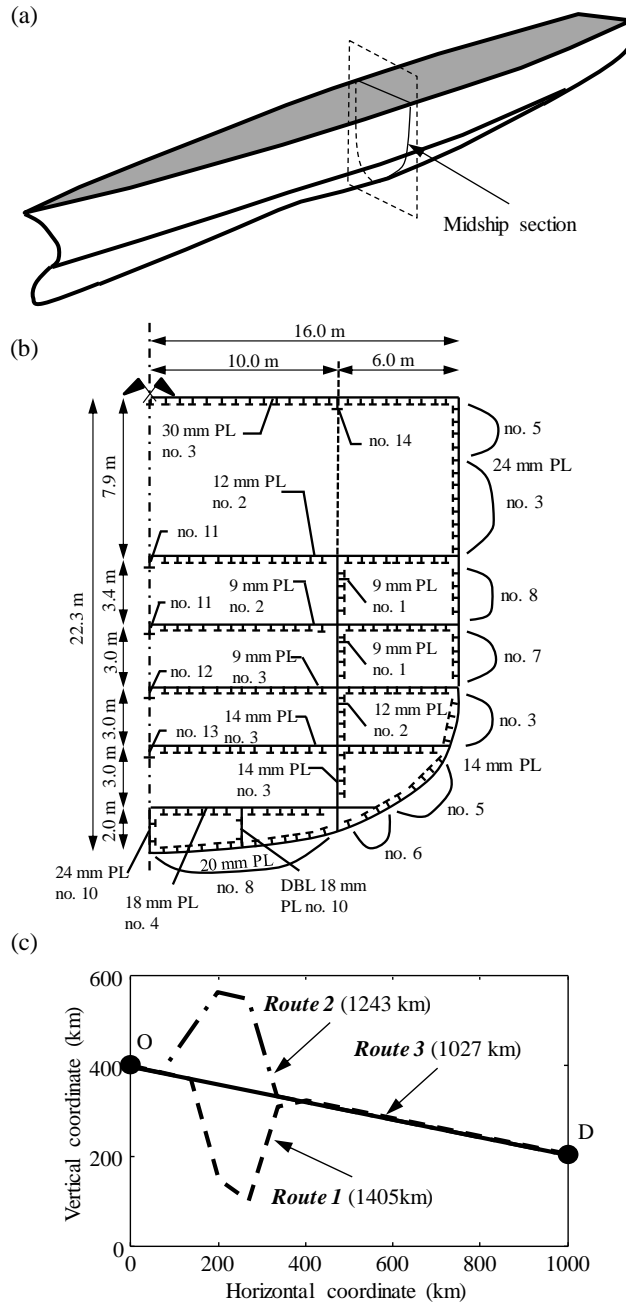 (a)
Midship section
(b)
16.0 m
10.0 m
6.0 m
30 mm PL
no. 3
no. 14
no. 5
24 mm PL
no. 3
7.9 m
12 mm PL
no. 2
no. 11
22.3 m
3.4 m
9 mm PL
no. 2
9 mm PL
no. 1
no. 8
no. 11
3.0 m
9 mm PL
no. 3
9 mm PL
no. 1
no. 7
no. 12
3.0 m
14 mm PL
no. 3
12 mm PL
no. 2
no. 3
no. 13
3.0 m
14 mm PL
no. 3
14 mm PL
no. 5
2.0 m
no. 6
24 mm PL
no. 10
18 mm PL
no. 4
20 mm PL
no. 8
DBL 18 mm
PL no. 10
(c)
600
400
200
0
Vertical coordinate (km)
O
Route 2 (1243 km)
Route 3 (1027 km)
D
Route 1 (1405km)
0
200
400
600
800
1000
Horizontal coordinate (km)